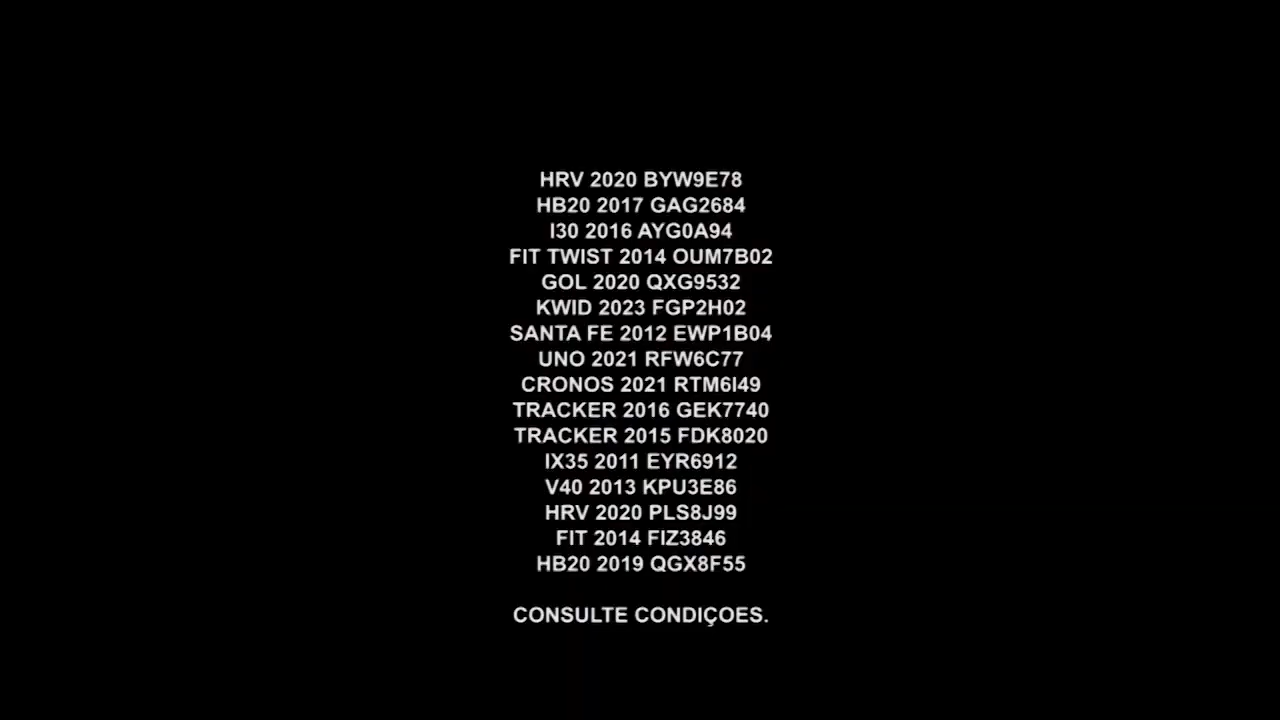 HRV 2020 BYW9E78
HB20 2017 GAG2684
I30 2016 AYG0A94
FIT TWIST 2014 OUM7B02
GOL 2020 QXG9532
KWID 2023 FGP2H02
SANTA FE 2012 EWP1B04
UNO 2021 RFW6C77
CRONOS 2021 RTM6I49
TRACKER 2016 GEK7740
TRACKER 2015 FDK8020
IX35 2011 EYR6912
V40 2013 KPU3E86
HRV 2020 PLS8J99
FIT 2014 FIZ3846
HB20 2019 QGX8F55
CONSULTE CONDIÇOES.